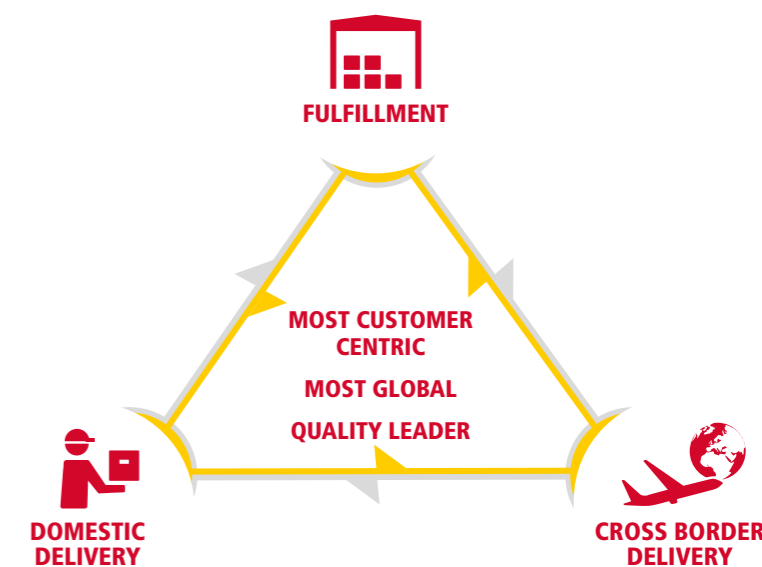 FULFILLMENT
MOST CUSTOMER
CENTRIC
MOST GLOBAL
QUALITY LEADER
DOMESTIC
DELIVERY
CROSS BORDER
DELIVERY